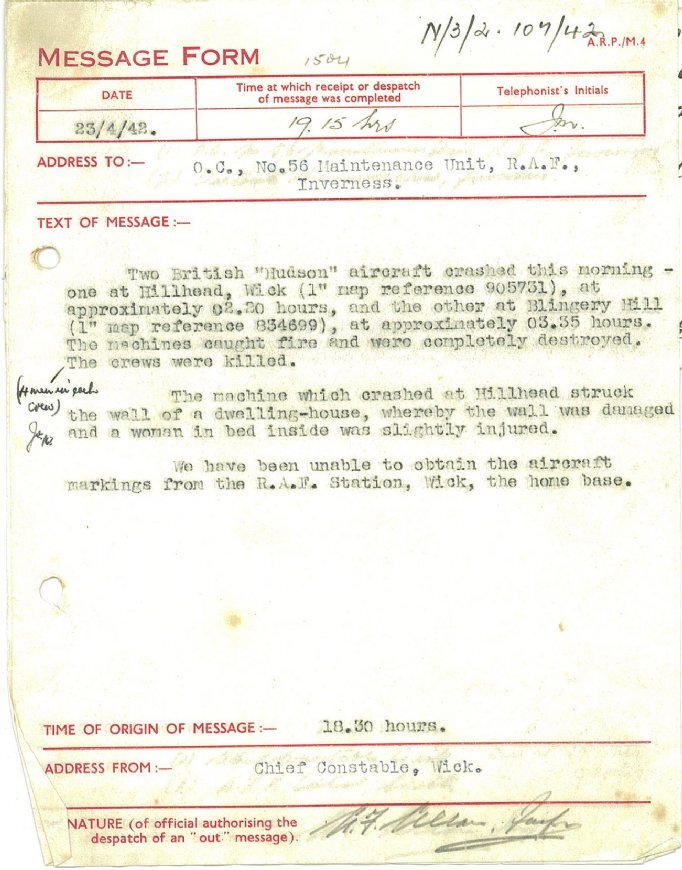 N/3/2. 107/42
A.R.P./M.4
MESSAGE FORM
1504
DATE
Time at which receipt or despatch
of message was completed
Telephonist's Initials
23/4/42.
19.15 hrs
ADDRESS TO:—
O.C., No.56 Maintenance Unit, R.A.F.,
Inverness.
TEXT OF MESSAGE:—
Two British "Hudson" aircraft crashed this morning -
one at Hillhead, Wick (1" map reference 905731), at
approximately 02.20 hours, and the other at Blingery Hill
(1" map reference 834699), at approximately 03.35 hours.
The machines caught fire and were completely destroyed.
The crews were killed.
(4 men in each
crew)
The machine which crashed at Hillhead struck
the wall of a dwelling-house, whereby the wall was damaged
and a woman in bed inside was slightly injured.
We have been unable to obtain the aircraft
markings from the R.A.F. Station, Wick, the home base.
TIME OF ORIGIN OF MESSAGE:—
18.30 hours.
ADDRESS FROM:—
Chief Constable, Wick.
NATURE (of official authorising the
despatch of an "out" message).